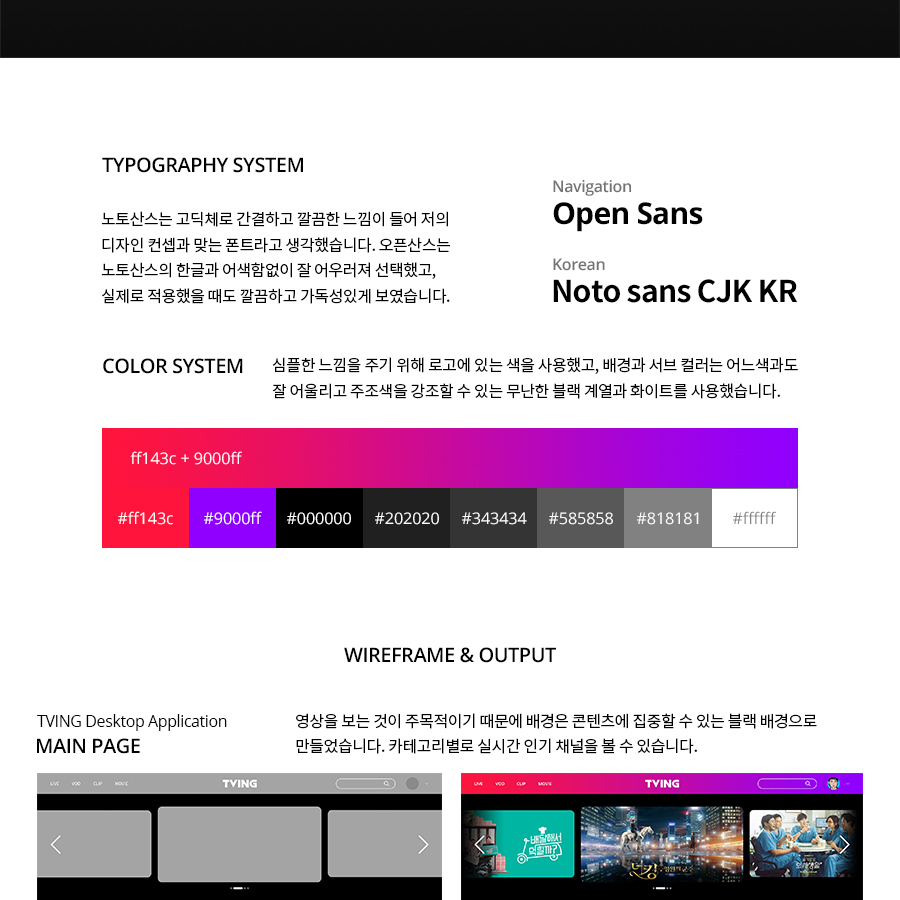 TYPOGRAPHY SYSTEM
노토산스는 고딕체로 간결하고 깔끔한 느낌이 들어 저의
디자인 컨셉과 맞는 폰트라고 생각했습니다. 오픈산스는
노토산스의 한글과 어색함없이 잘 어우러져 선택했고,
실제로 적용했을 때도 깔끔하고 가독성있게 보였습니다.
Navigation
Open Sans
Korean
Noto sans CJK KR
COLOR SYSTEM
심플한 느낌을 주기 위해 로고에 있는 색을 사용했고, 배경과 서브 컬러는 어느색과도
잘 어울리고 주조색을 강조할 수 있는 무난한 블랙 계열과 화이트를 사용했습니다.
ff143c + 9000ff
#ff143c #9000ff #000000 #202020 #343434 #585858 #818181 #ffffff
WIREFRAME & OUTPUT
TVING Desktop Application
MAIN PAGE
영상을 보는 것이 주목적이기 때문에 배경은 콘텐츠에 집중할 수 있는 블랙 배경으로
만들었습니다. 카테고리별로 실시간 인기 채널을 볼 수 있습니다.
LIVE VOD CLIP MOVIE TVING
LIVE VOD CLIP MOVIE TVING
배달해서
먹힐까?